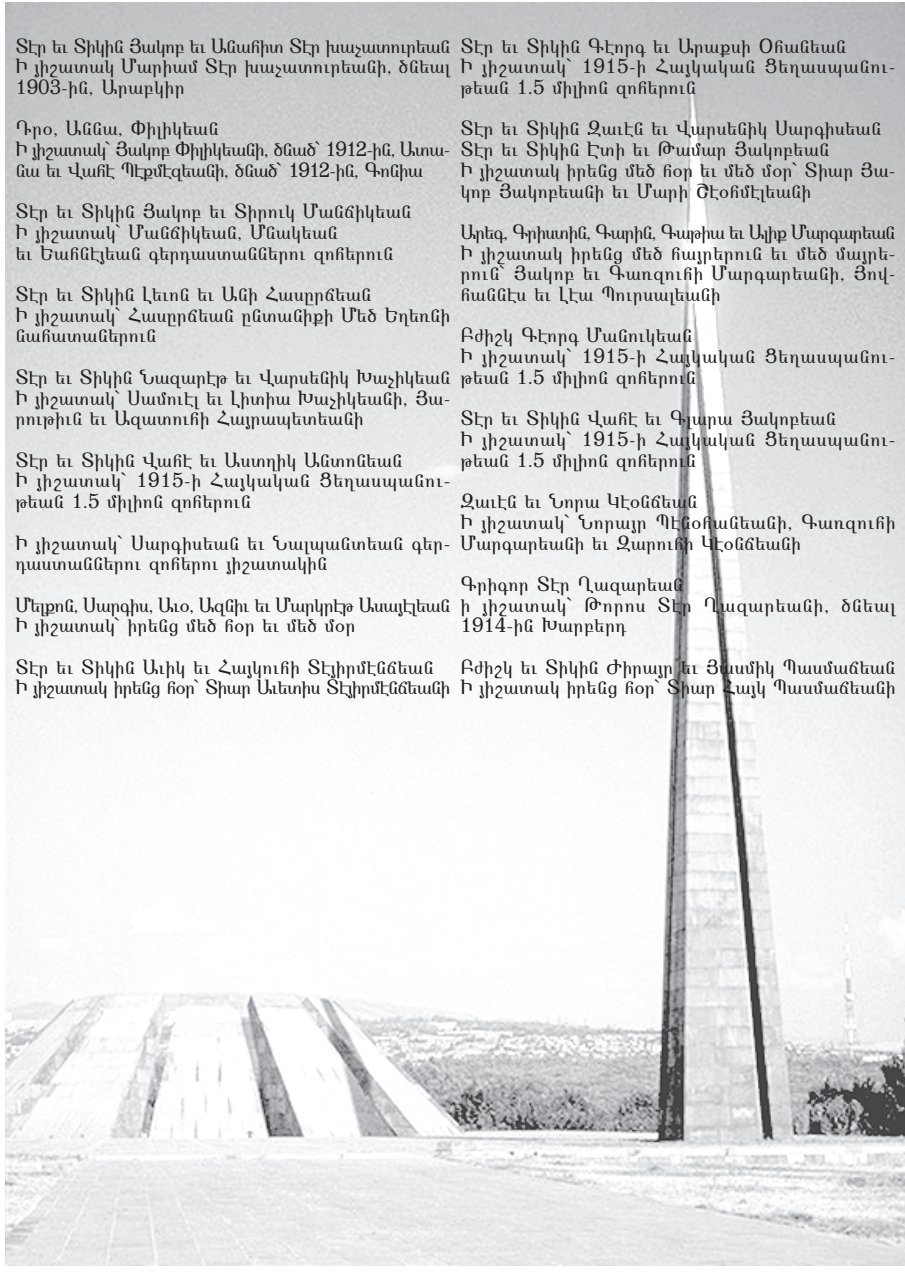 Տէր եւ Տիկին Յակոբ եւ Անահիտ Տէր խաչատուրեան
Ի յիշատակ Մարիամ Տէր խաչատուրեանի, ծնեալ
1903-ին, Արաբկիր

Դրօ, Աննա, Փիլիկեան
Ի յիշատակ՝ Յակոբ Փիլիկեանի, ծնած՝ 1912-ին, Ատա-
նա եւ Վահէ Պէքմէզեանի, ծնած՝ 1912-ին, Գոնիա

Տէր եւ Տիկին Յակոբ եւ Տիրուկ Մանճիկեան
Ի յիշատակ՝ Մանճիկեան, Մնակեան
եւ Եահնէյեան գերդաստաններու զոհերուն

Տէր եւ Տիկին Լեւոն եւ Անի Հասըրճեան
Ի յիշատակ՝ Հասըրճեան ընտանիքի Մեծ Եղեռնի
նահատաներուն

Տէր եւ Տիկին Նազարէթ եւ Վարսենիկ Խաչիկեան
Ի յիշատակ՝ Սամուէլ եւ Լիտիա Խաչիկեանի, Յա-
րութիւն եւ Ազատուհի Հայրապետեանի

Տէր եւ Տիկին Վահէ եւ Աստղիկ Անտոնեան
Ի յիշատակ՝ 1915-ի Հայկական Ցեղասպանու-
թեան 1.5 միլիոն զոհերուն

Ի յիշատակ՝ Սարգիսեան եւ Նալպանտեան գեր-
դաստաններու զոհերու յիշատակին

Մելքոն, Սարգիս, Աւօ, Ազնիւ եւ Մարկրէթ Ասայէլեան
Ի յիշատակ՝ իրենց մեծ հօր եւ մեծ մօր

Տէր եւ Տիկին Աւիկ եւ Հայկուհի Տէյիրմէնճեան
Ի յիշատակ իրենց հօր՝ Տիար Աւետիս Տէյիրմէնճեանի

Տէր եւ Տիկին Գէորգ եւ Արաքսի Օհանեան
Ի յիշատակ՝ 1915-ի Հայկական Ցեղասպանու-
թեան 1.5 միլիոն զոհերուն

Տէր եւ Տիկին Զաւէն եւ Վարսենիկ Սարգիսեան
Տէր եւ Տիկին Էտի եւ Թամար Յակոբեան
Ի յիշատակ իրենց մեծ հօր եւ մեծ մօր՝ Տիար Յա-
կոբ Յակոբեանի եւ Մարի Շէօհմէլեանի

Արեգ, Գրիստին, Գարին, Գաթիա եւ Ալիք Մարգարեան
Ի յիշատակ իրենց մեծ հայրերուն եւ մեծ մայրե-
րուն՝ Յակոբ եւ Գառզուհի Մարգարեանի, Յով-
հաննէս եւ Լէա Պուրսալեանի

Բժիշկ Գէորգ Մանուկեան
Ի յիշատակ՝ 1915-ի Հայկական Ցեղասպանու-
թեան 1.5 միլիոն զոհերուն

Տէր եւ Տիկին Վահէ եւ Գլարա Յակոբեան
Ի յիշատակ՝ 1915-ի Հայկական Ցեղասպանու-
թեան 1.5 միլիոն զոհերուն

Զաւէն եւ Նորա Կէօնճեան
Ի յիշատակ՝ Նորայր Պէնօհանեանի, Գառզուհի
Մարգարեանի եւ Զարուհի Կէօնճեանի

Գրիգոր Տէր Ղազարեան
ի յիշատակ՝ Թորոս Տէր Ղազարեանի, ծնեալ
1914-ին Խարբերդ

Բժիշկ եւ Տիկին Ժիրայր եւ Յասմիկ Պասմաճեան
Ի յիշատակ իրենց հօր՝ Տիար Հայկ Պասմաճեանի